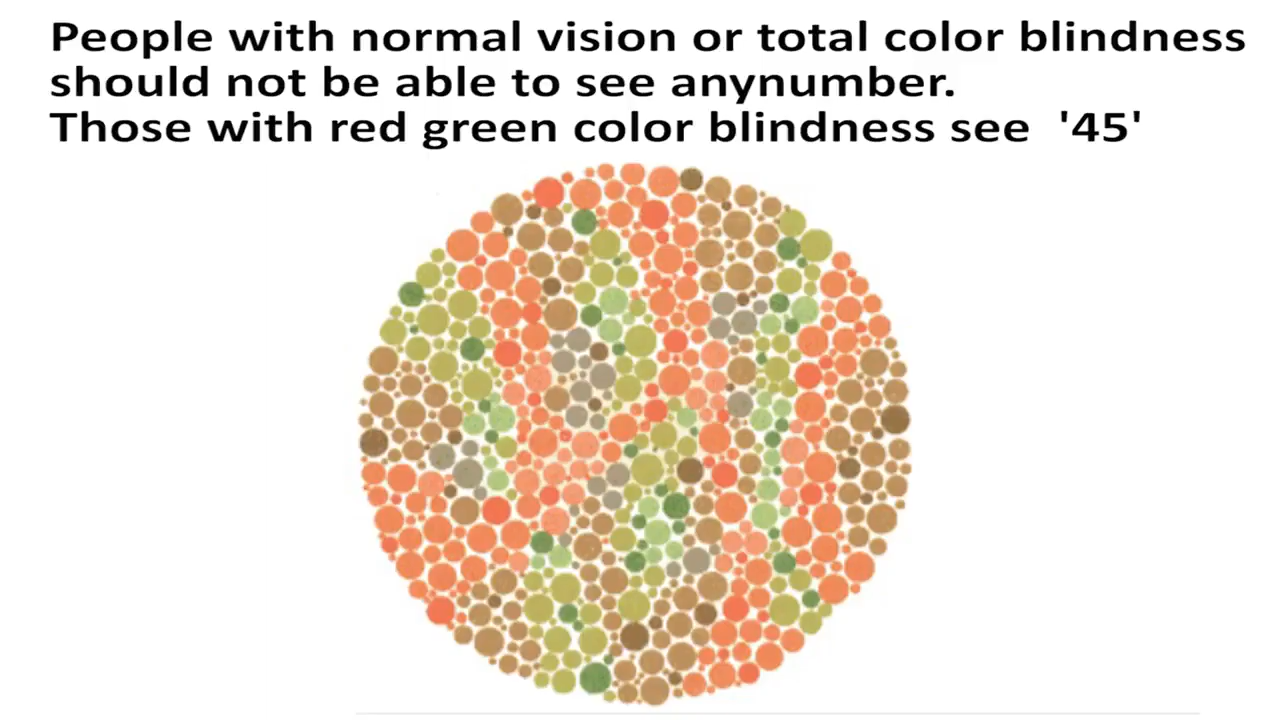 People with normal vision or total color blindness
should not be able to see anynumber.
Those with red green color blindness see '45'